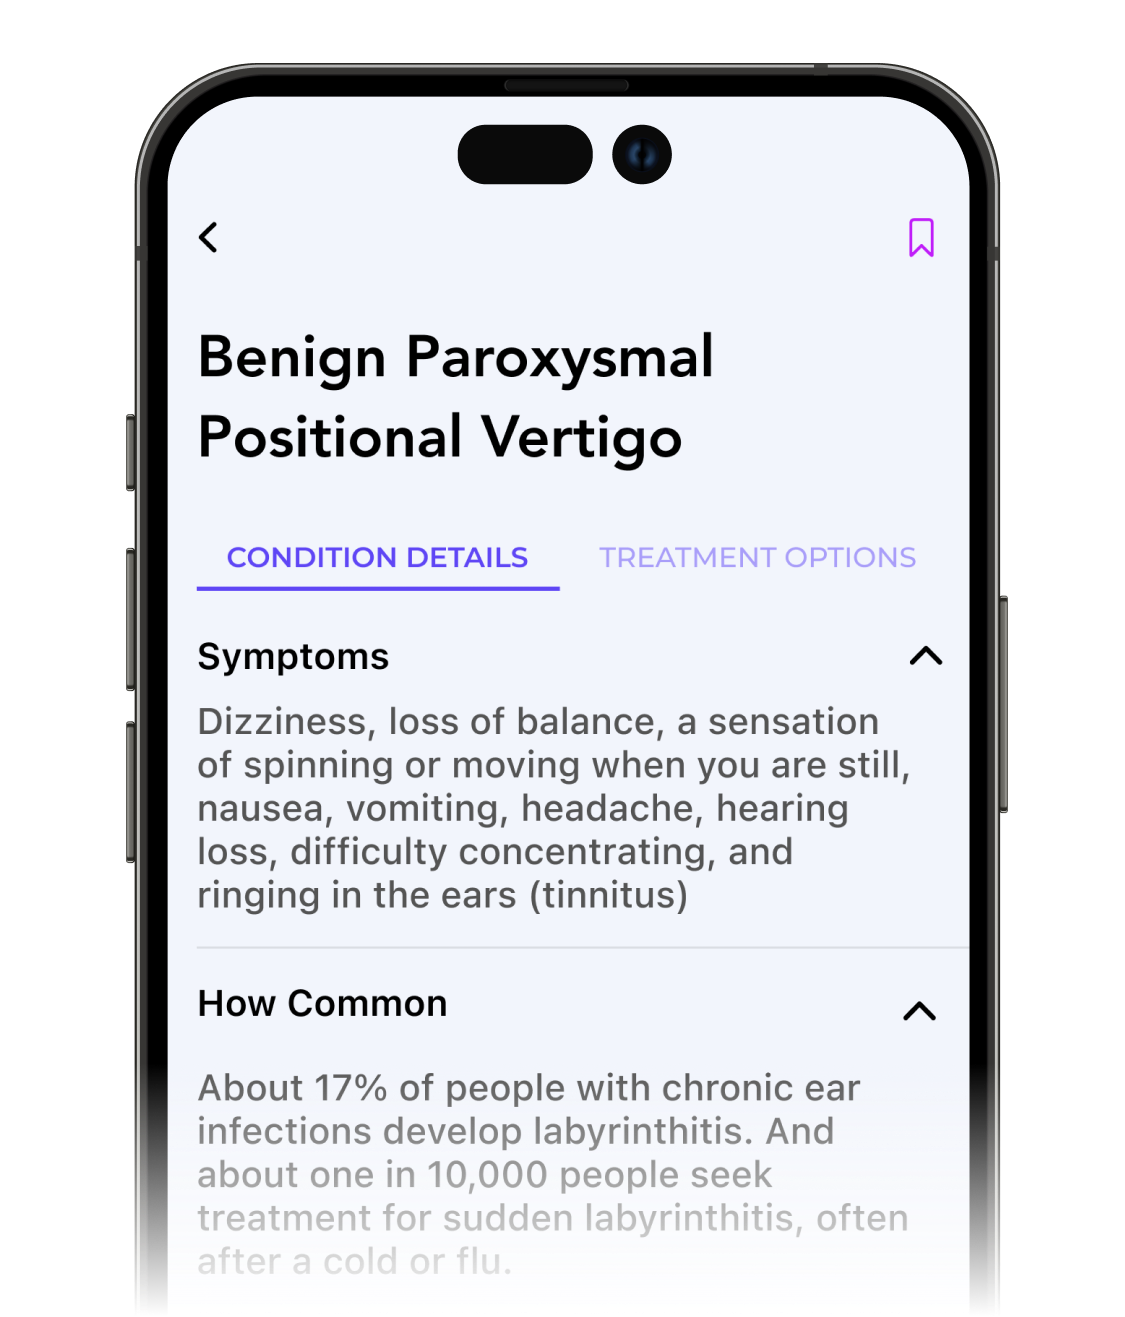 Benign Paroxysmal
Positional Vertigo
CONDITION DETAILS
TREATMENT OPTIONS
Symptoms
Dizziness, loss of balance, a sensation
of spinning or moving when you are still,
nausea, vomiting, headache, hearing
loss, difficulty concentrating, and
ringing in the ears (tinnitus)
How Common
About 17% of people with chronic ear
infections develop labyrinthitis. And
about one in 10,000 people seek
treatment for sudden labyrinthitis, often
after a cold or flu.